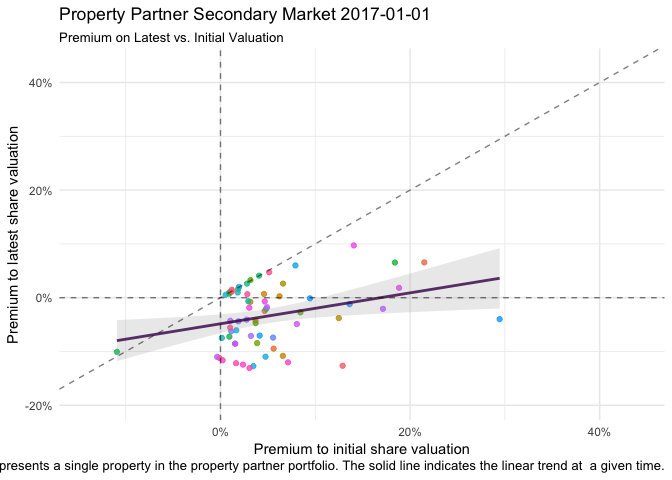 Property Partner Secondary Market 2017-01-01
Premium on Latest vs. Initial Valuation
Premium to latest share valuation
40%
20%
0%
-20%
0%
20%
40%
Premium to initial share valuation
presents a single property in the property partner portfolio. The solid line indicates the linear trend at  a given time.